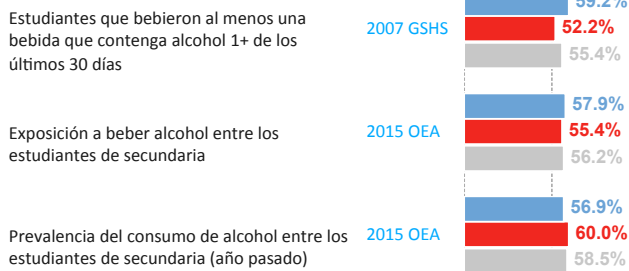 59.2%
Estudiantes que bebieron al menos una
bebida que contenga alcohol 1+ de los
últimos 30 días
2007 GSHS
52.2%
55.4%
57.9%
Exposición a beber alcohol entre los
estudiantes de secundaria
2015 OEA
55.4%
56.2%
56.9%
Prevalencia del consumo de alcohol entre los
estudiantes de secundaria (año pasado)
2015 OEA
60.0%
58.5%